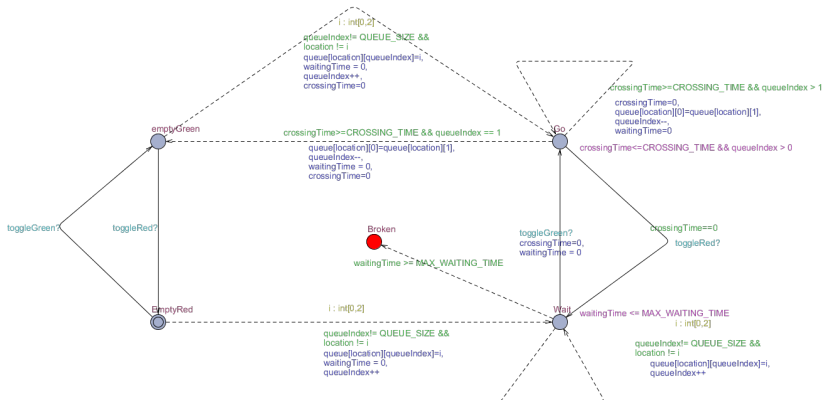 i : int[0,2]
queueIndex!= QUEUE_SIZE &&
location != i
queue[location][queueIndex]=i,
waitingTime = 0,
queueIndex++,
crossingTime=0
crossingTime>=CROSSING_TIME && queueIndex > 1
crossingTime=0,
queue[location][0]=queue[location][1],
queueIndex--,
waitingTime=0
emptyGreen
Go
crossingTime>=CROSSING_TIME && queueIndex == 1
queue[location][0]=queue[location][1],
queueIndex--,
waitingTime = 0,
crossingTime=0
crossingTime<=CROSSING_TIME && queueIndex > 0
toggleGreen?
toggleRed?
Broken
waitingTime >= MAX_WAITING_TIME
toggleGreen?
crossingTime=0,
waitingTime = 0
crossingTime==0
toggleRed?
EmptyRed
i : int[0,2]
queueIndex!= QUEUE_SIZE &&
location != i
queue[location][queueIndex]=i,
waitingTime = 0,
queueIndex++
Wait
waitingTime <= MAX_WAITING_TIME
i : int[0,2]
queueIndex!= QUEUE_SIZE &&
location != i
queue[location][queueIndex]=i,
queueIndex++